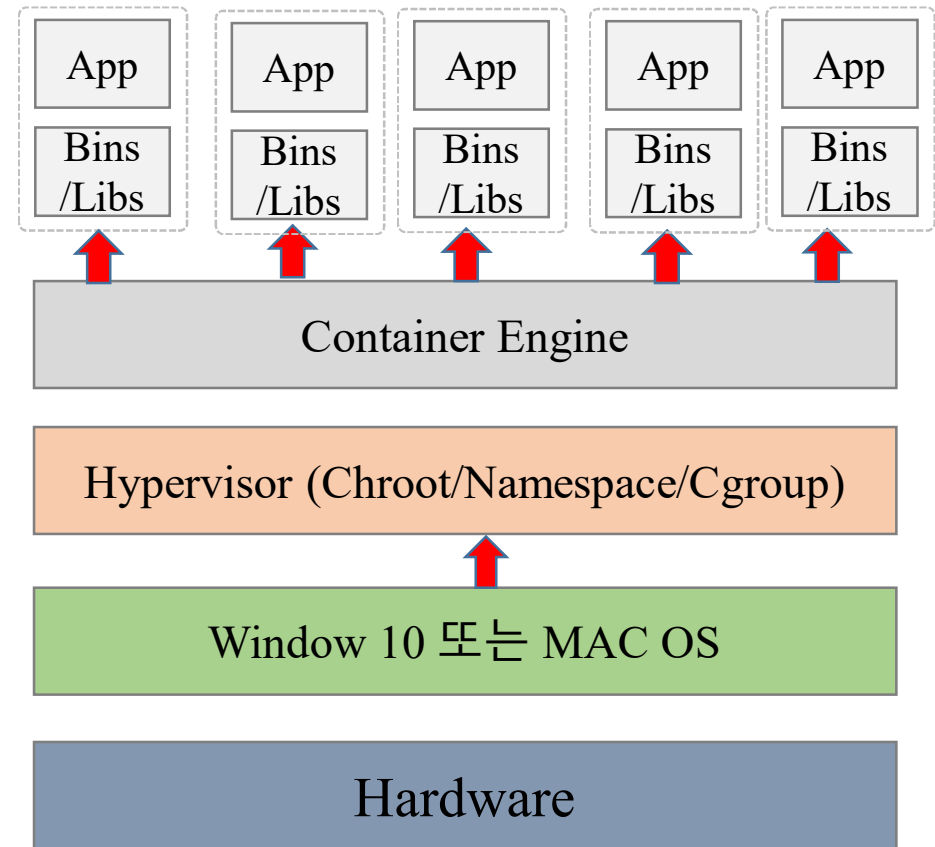 App
App
App
App
App
Bins
/Libs
Bins
/Libs
Bins
/Libs
Bins
/Libs
Bins
/Libs
Container Engine
Hypervisor (Chroot/Namespace/Cgroup)
Window 10 또는 MAC OS
Hardware